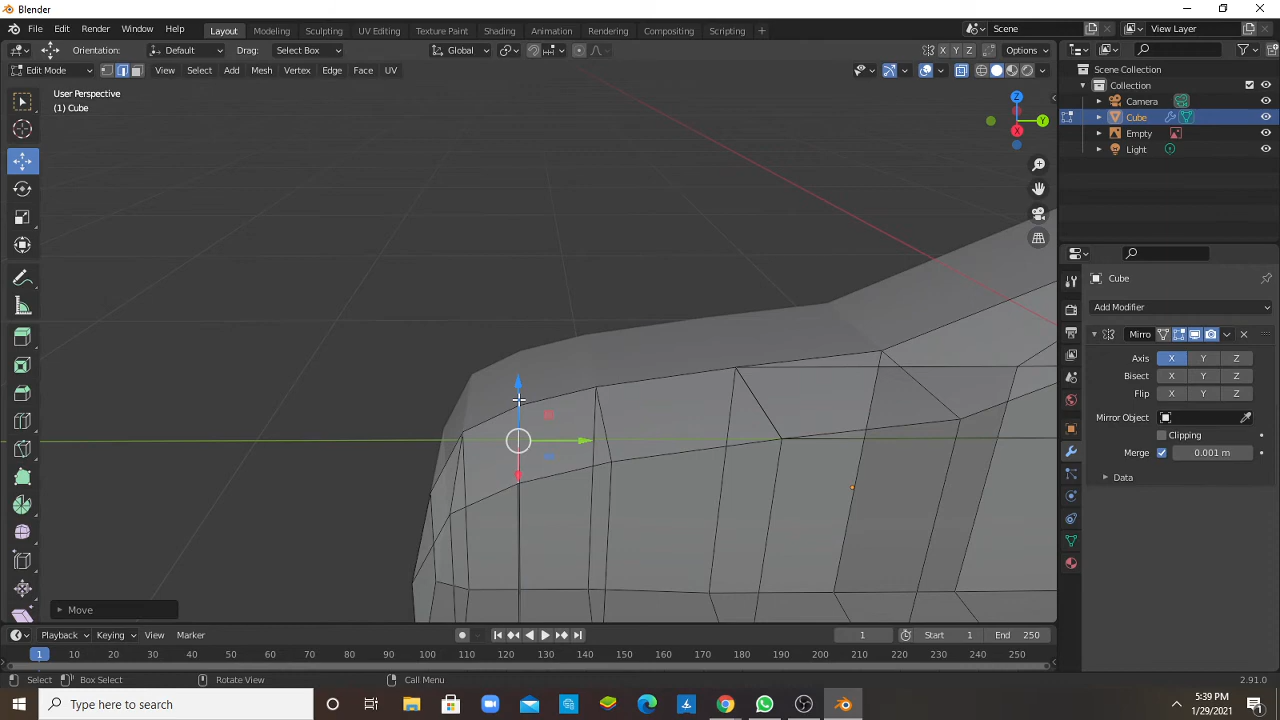 Blender
File Edit Render Window Help Layout Modeling Sculpting UV Editing Texture Paint Shading Animation Rendering Compositing Scripting Scene View Layer
Orientation: Default Drag: Select Box Global X Y Z Options
Edit Mode View Select Add Mesh Vertex Edge Face UV
Scene Collection
Collection
Camera
Cube
Empty
Light
User Perspective
(1) Cube
Z
Y
X
Cube
Add Modifier
Mirro
Axis X Y Z
Bisect X Y Z
Flip X Y Z
Mirror Object
Clipping
Merge 0.001 m
Data
Move
Playback Keying View Marker 1 Start 1 End 250
1 10 20 30 40 50 60 70 80 90 100 110 120 130 140 150 160 170 180 190 200 210 220 230 240 250
Select Box Select Rotate View Call Menu 2.91.0
Type here to search
5:39 PM
1/29/2021